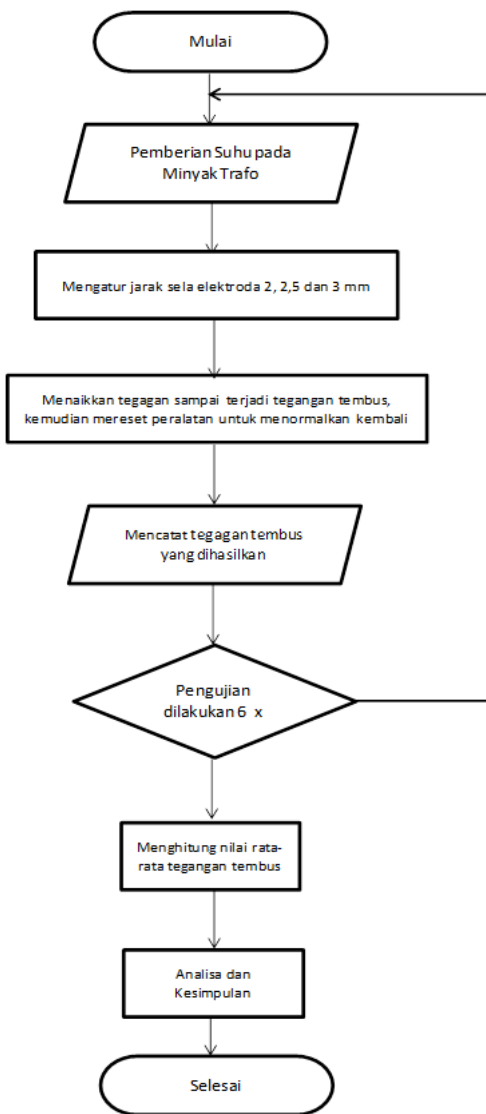 Mulai
Pemberian Suhu pada
Minyak Trafo
Mengatur jarak sela elektroda 2, 2,5 dan 3 mm
Menaikkan tegagan sampai terjadi tegangan tembus,
kemudian mereset peralatan untuk menormalkan kembali
Mencatat tegagan tembus
yang dihasilkan
Pengujian
dilakukan 6 x
Menghitung nilai rata-
rata tegangan tembus
Analisa dan
Kesimpulan
Selesai